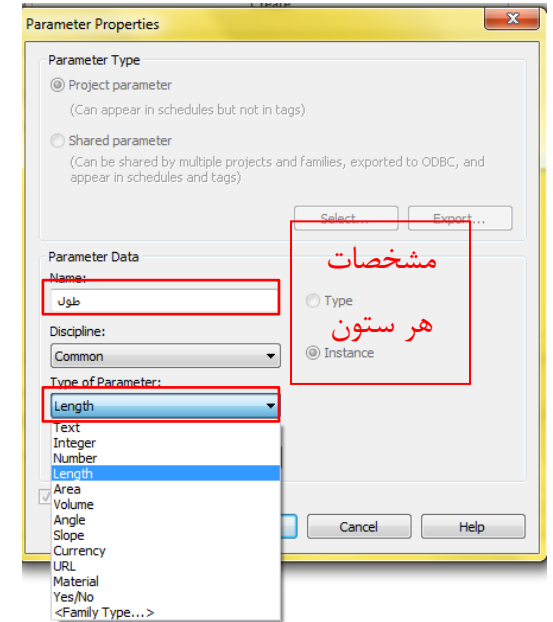 Create
Parameter Properties
Parameter Type
Project parameter
(Can appear in schedules but not in tags)
Shared parameter
(Can be shared by multiple projects and families, exported to ODBC, and
appear in schedules and tags)
Select...
Export...
Parameter Data
مشخصات
Name:
طول
Type
هر ستون
Discipline:
Common
Instance
Type of Parameter:
Length
Text
Integer
Number
Length
Area
Volume
Angle
Slope
Currency
URL
Material
Yes/No
<Family Type...>
Cancel
Help